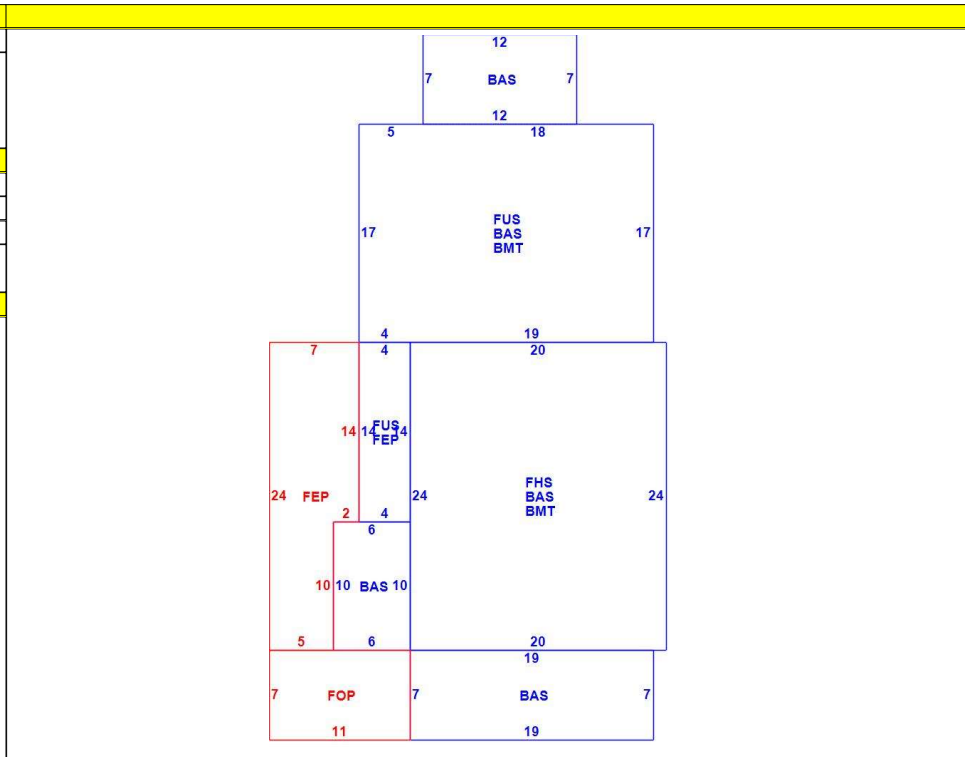 12
7 BAS 7
12
5 18
FUS
17 BAS 17
BMT
4 19
7 4 20
14 14 FUS 14
FEP
FHS
24 FEP 24 BAS 24
BMT
2 4
6
10 10 BAS 10
5 6 20
19
7 FOP 7 BAS 7
11 19